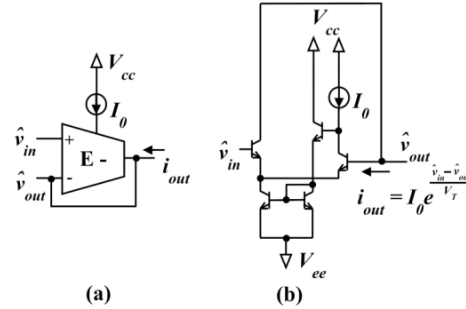 V_cc
I_0
v̂_in
+
E -
v̂_out
-
i_out
(a)
V_cc
I_0
v̂_in
v̂_out
i_out = I_0 e^{(v̂_in - v̂_out)/V_T}
V_ee
(b)